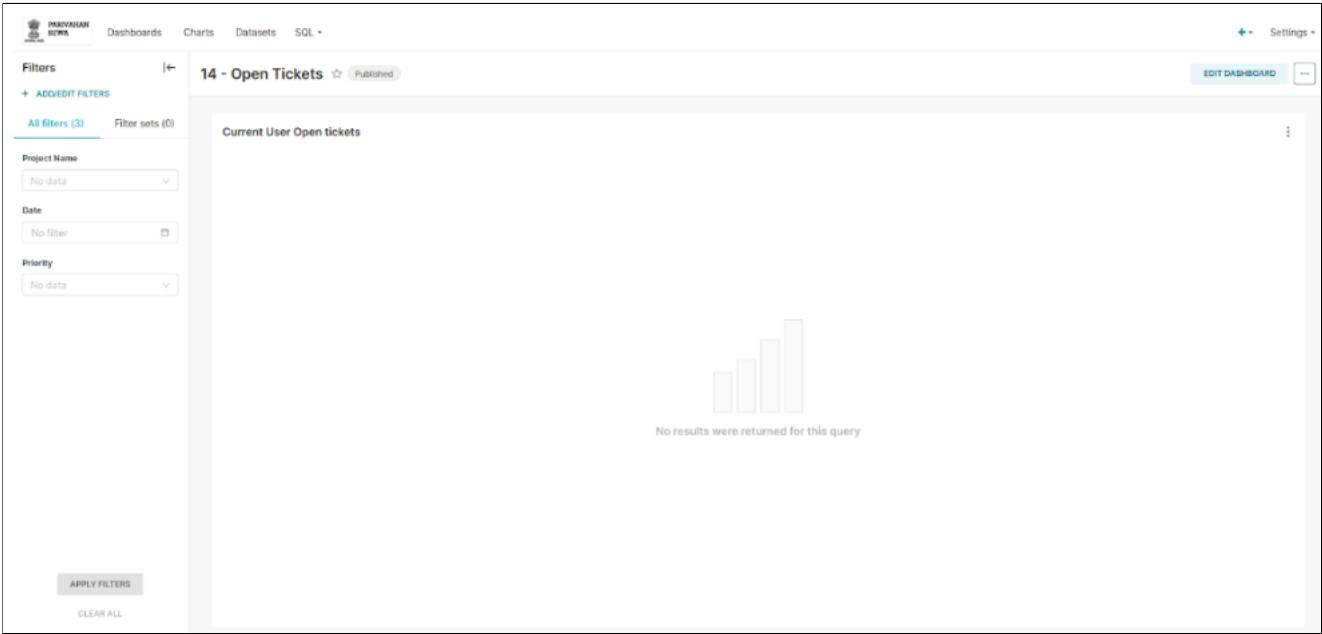 PARIVAHAN
SEWA
Dashboards Charts Datasets SQL
Settings
Filters
+ ADD/EDIT FILTERS
All filters (3) Filter sets (0)
Project Name
No data
Date
No filter
Priority
No data
APPLY FILTERS
CLEAR ALL
14 - Open Tickets Published
EDIT DASHBOARD
Current User Open tickets
No results were returned for this query